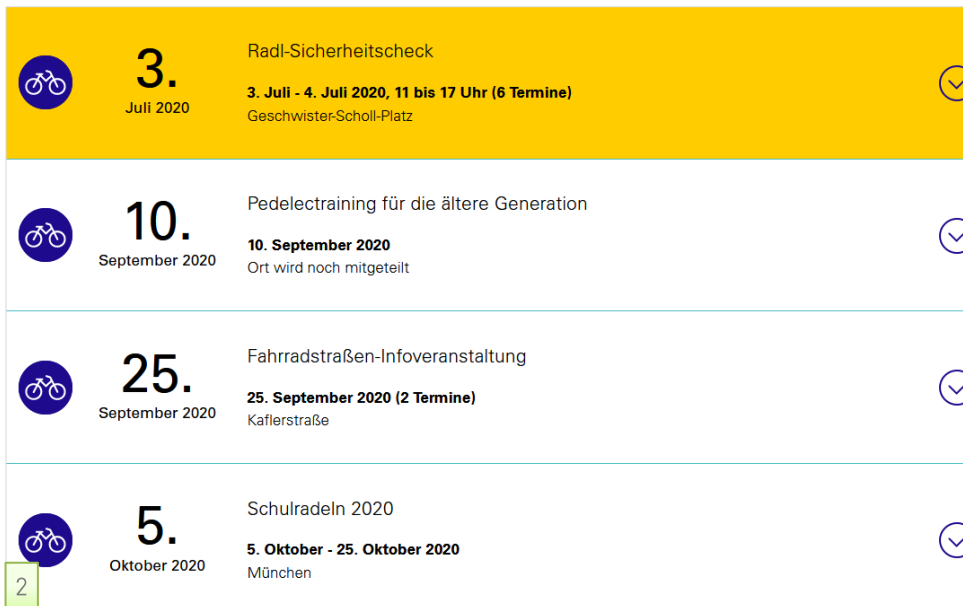 3.
Juli 2020
Radl-Sicherheitscheck
3. Juli - 4. Juli 2020, 11 bis 17 Uhr (6 Termine)
Geschwister-Scholl-Platz
10.
September 2020
Pedelectraining für die ältere Generation
10. September 2020
Ort wird noch mitgeteilt
25.
September 2020
Fahrradstraßen-Infoveranstaltung
25. September 2020 (2 Termine)
Kaflerstraße
5.
Oktober 2020
Schulradeln 2020
5. Oktober - 25. Oktober 2020
München
2